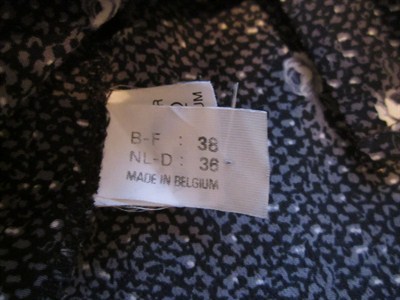 B-F : 38
NL-D : 36
MADE IN BELGIUM